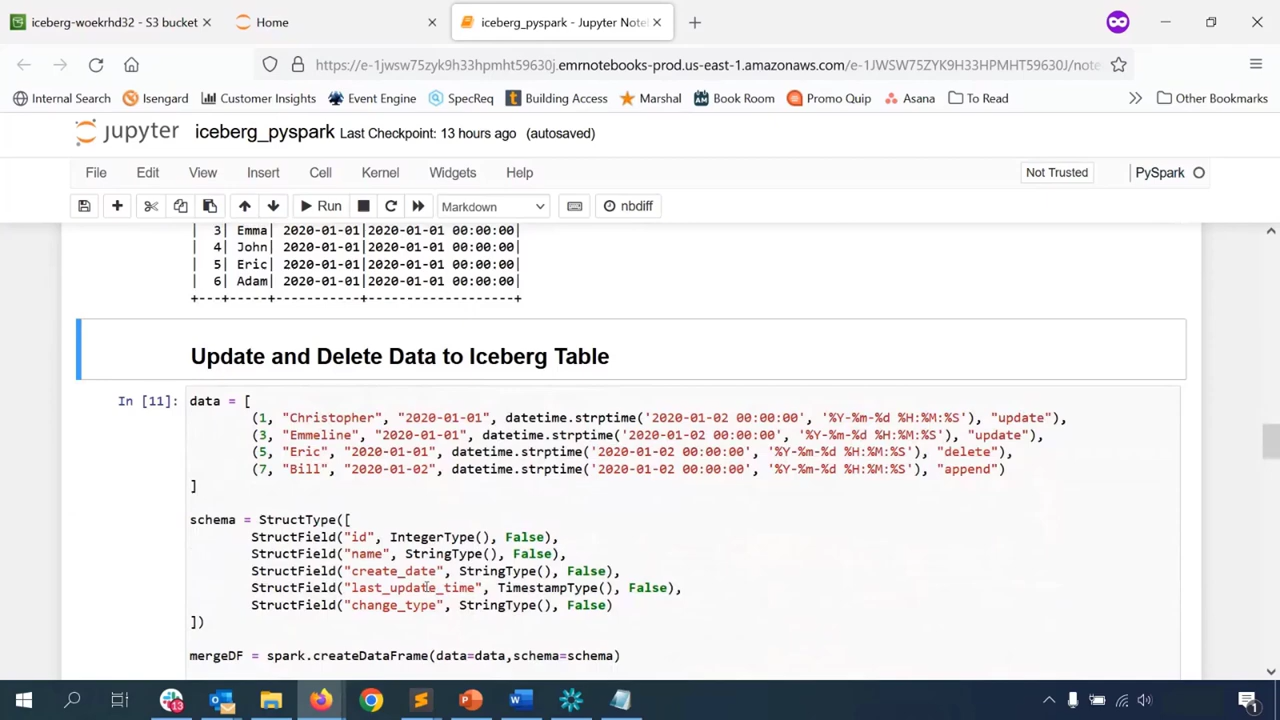 iceberg-woekrhd32 - S3 bucket
Home
iceberg_pyspark - Jupyter Note
https://e-1jwsw75zyk9h33hpmht59630j.emrnotebooks-prod.us-east-1.amazonaws.com/e-1JWSW75ZYK9H33HPMHT59630J/note
Internal Search Isengard Customer Insights Event Engine SpecReq Building Access Marshal Book Room Promo Quip Asana To Read Other Bookmarks
jupyter iceberg_pyspark Last Checkpoint: 13 hours ago (autosaved)
File Edit View Insert Cell Kernel Widgets Help Not Trusted PySpark
Run Markdown nbdiff
| 3| Emma| 2020-01-01|2020-01-01 00:00:00|
| 4| John| 2020-01-01|2020-01-01 00:00:00|
| 5| Eric| 2020-01-01|2020-01-01 00:00:00|
| 6| Adam| 2020-01-01|2020-01-01 00:00:00|
+---+-----+-----------+-------------------+
Update and Delete Data to Iceberg Table
In [11]: data = [
(1, "Christopher", "2020-01-01", datetime.strptime('2020-01-02 00:00:00', '%Y-%m-%d %H:%M:%S'), "update"),
(3, "Emmeline", "2020-01-01", datetime.strptime('2020-01-02 00:00:00', '%Y-%m-%d %H:%M:%S'), "update"),
(5, "Eric", "2020-01-01", datetime.strptime('2020-01-02 00:00:00', '%Y-%m-%d %H:%M:%S'), "delete"),
(7, "Bill", "2020-01-02", datetime.strptime('2020-01-02 00:00:00', '%Y-%m-%d %H:%M:%S'), "append")
]
schema = StructType([
StructField("id", IntegerType(), False),
StructField("name", StringType(), False),
StructField("create_date", StringType(), False),
StructField("last_update_time", TimestampType(), False),
StructField("change_type", StringType(), False)
])
mergeDF = spark.createDataFrame(data=data,schema=schema)
13
1